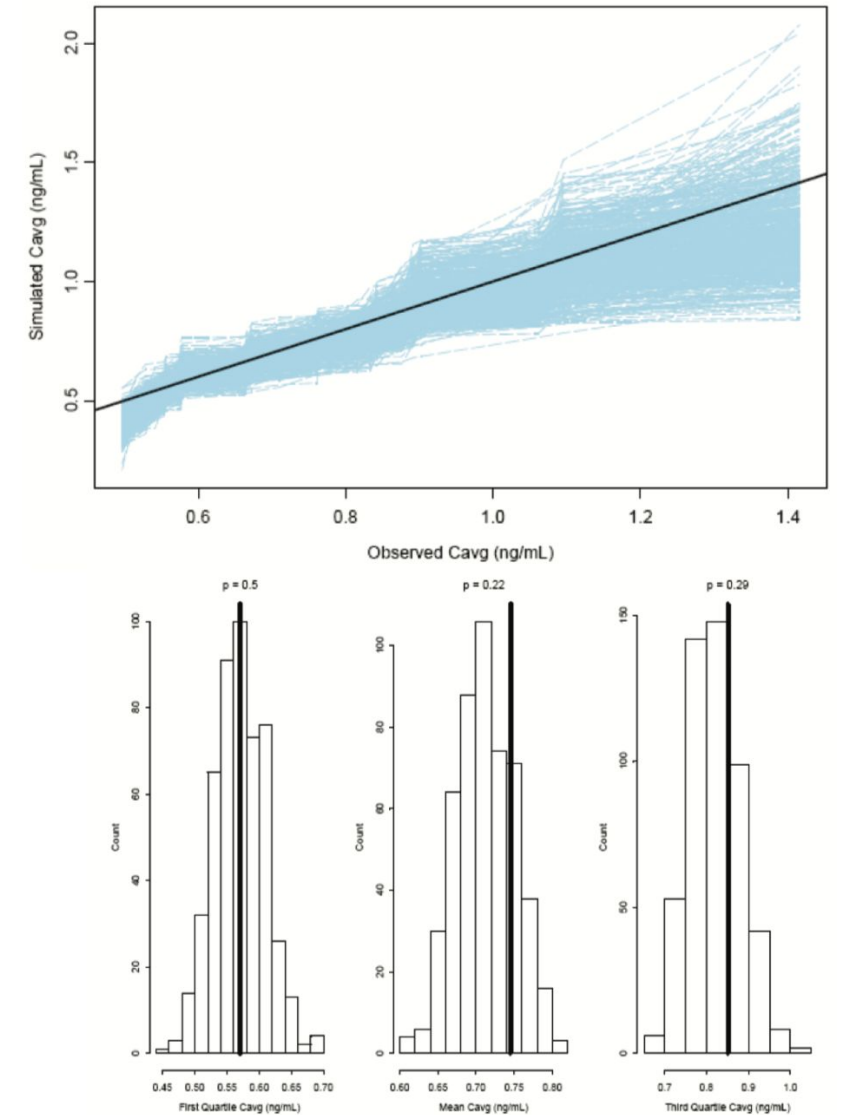 2.0
1.5
1.0
0.5
Simulated Cavg (ng/mL)
0.6 0.8 1.0 1.2 1.4
Observed Cavg (ng/mL)
p = 0.5
100
80
60
40
20
0
Count
0.45 0.50 0.55 0.60 0.65 0.70
First Quartile Cavg (ng/mL)
p = 0.22
100
80
60
40
20
0
Count
0.60 0.65 0.70 0.75 0.80
Mean Cavg (ng/mL)
p = 0.29
150
100
50
0
Count
0.7 0.8 0.9 1.0
Third Quartile Cavg (ng/mL)